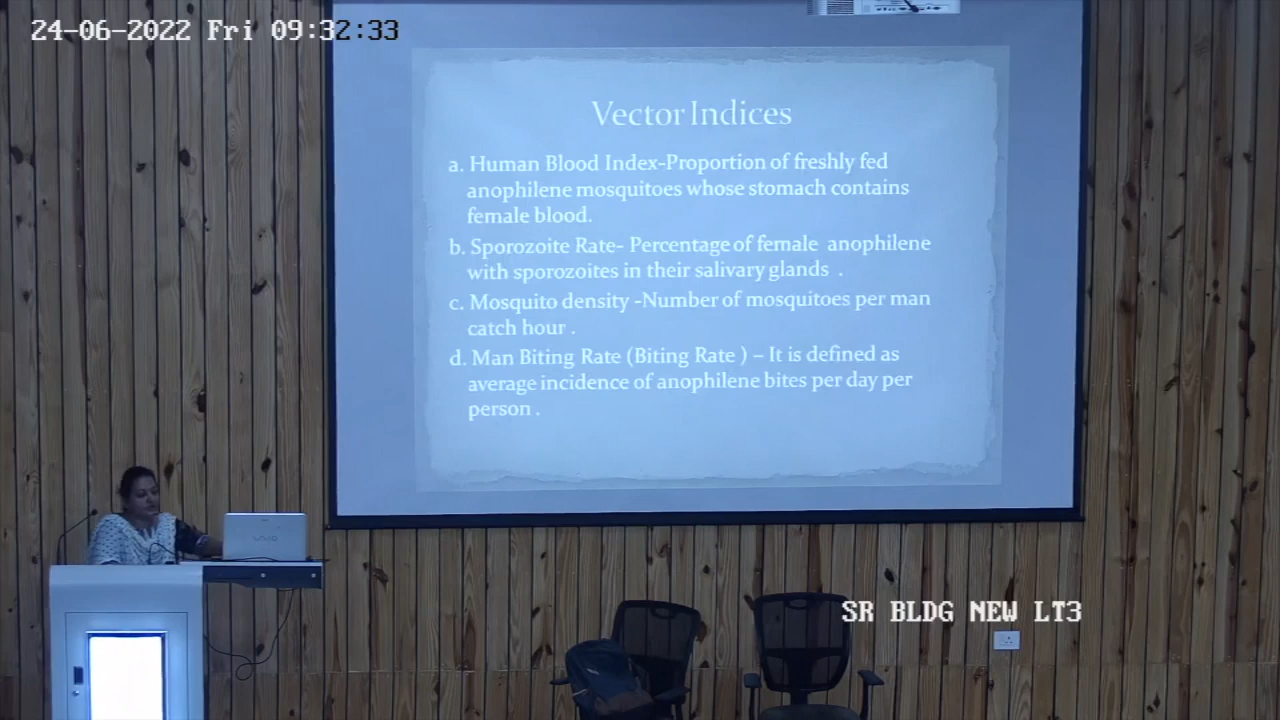 24-06-2022 Fri 09:32:33
Vector Indices
a. Human Blood Index-Proportion of freshly fed
anophilene mosquitoes whose stomach contains
female blood.
b. Sporozoite Rate- Percentage of female anophilene
with sporozoites in their salivary glands .
c. Mosquito density -Number of mosquitoes per man
catch hour .
d. Man Biting Rate (Biting Rate ) – It is defined as
average incidence of anophilene bites per day per
person .
VAIO
SR BLDG NEW LT3